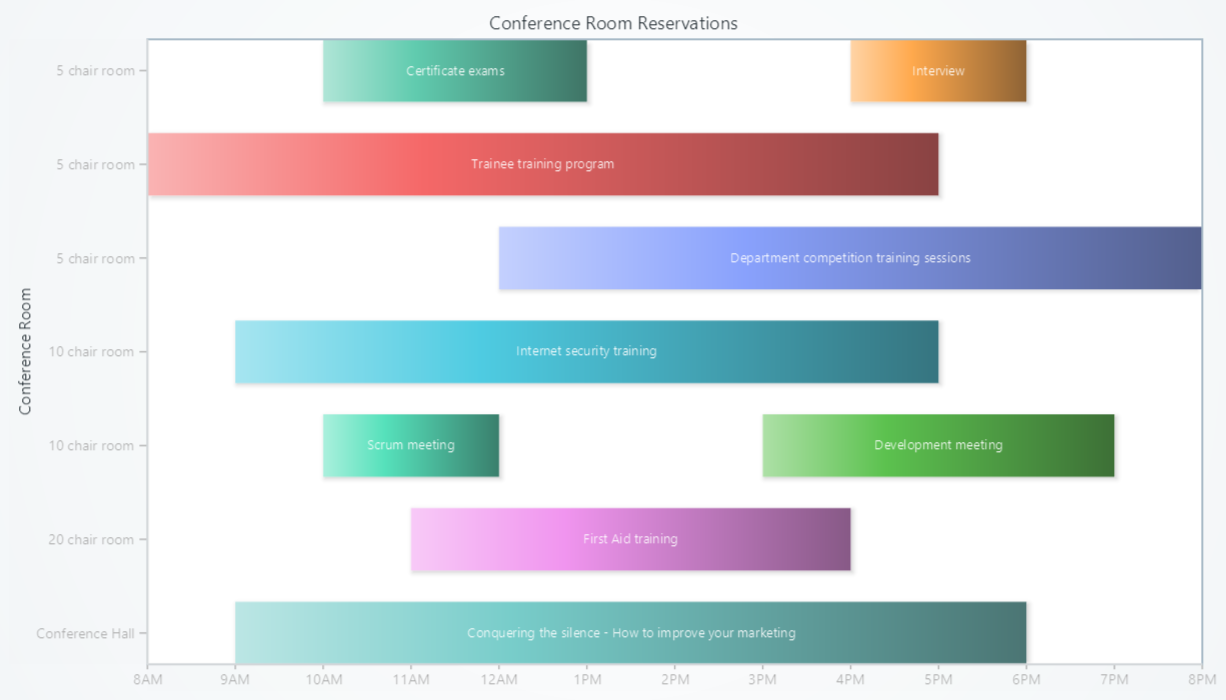 Conference Room Reservations
Conference Room
5 chair room
Certificate exams
Interview
5 chair room
Trainee training program
5 chair room
Department competition training sessions
10 chair room
Internet security training
10 chair room
Scrum meeting
Development meeting
20 chair room
First Aid training
Conference Hall
Conquering the silence - How to improve your marketing
8AM 9AM 10AM 11AM 12AM 1PM 2PM 3PM 4PM 5PM 6PM 7PM 8PM